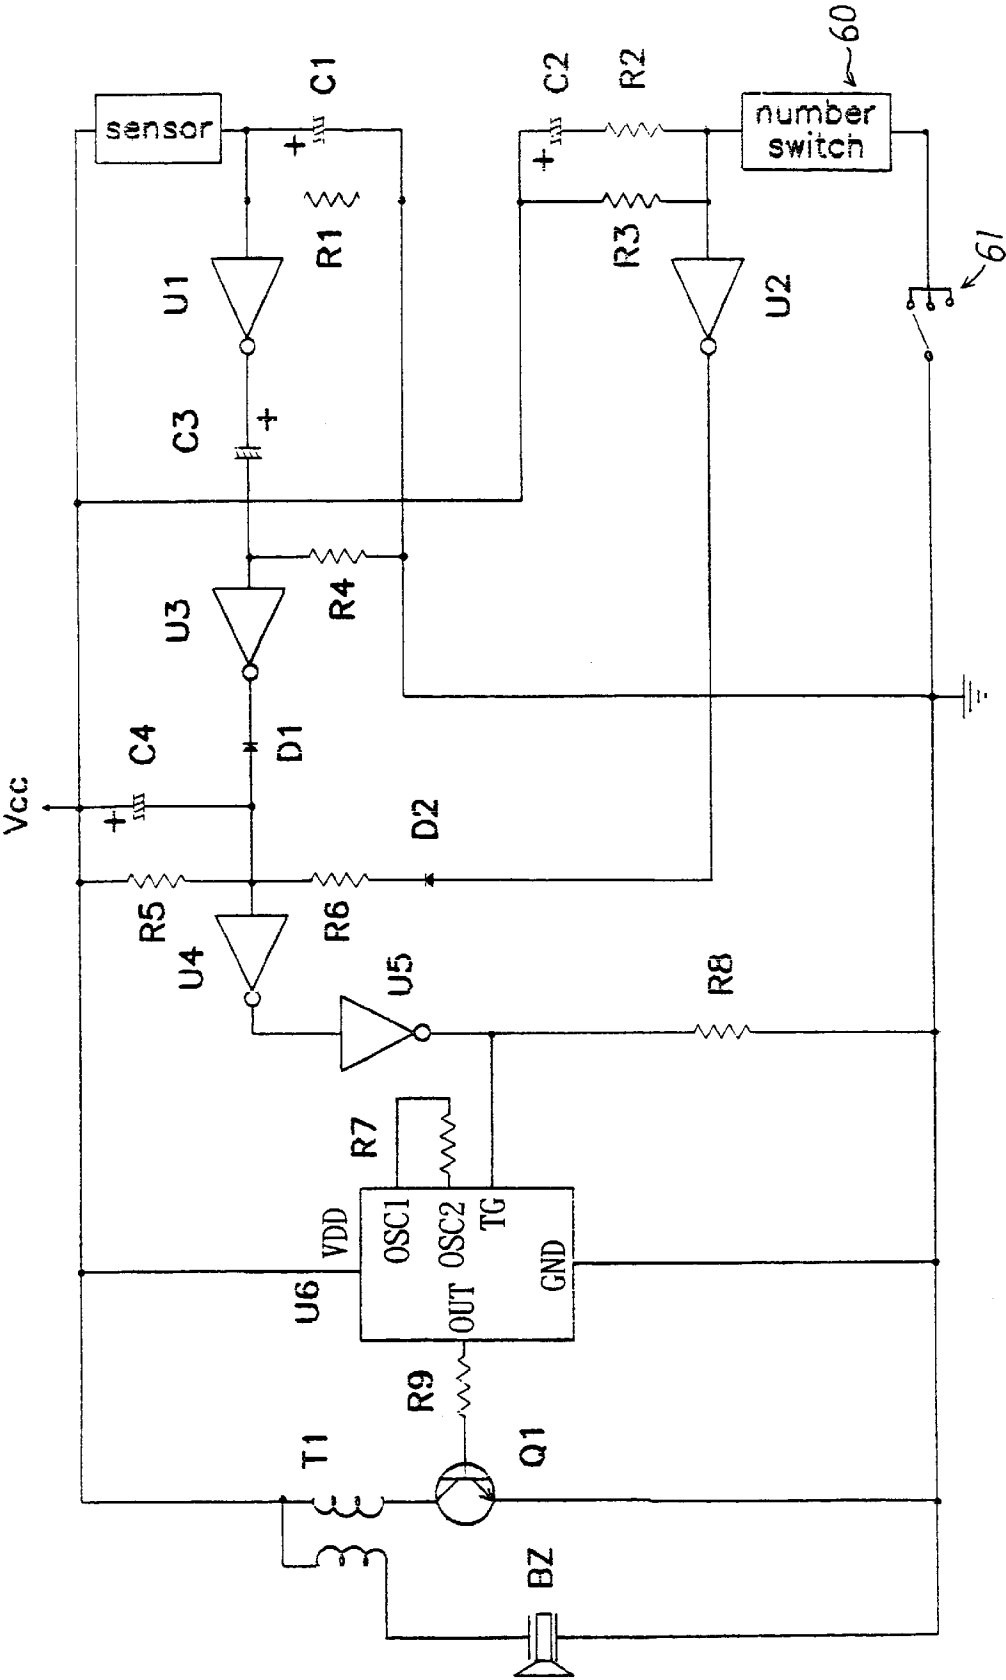 Vcc
sensor
C1
+
R1
U1
C3
+
U3
R4
C4
+
D1
R5
R6
D2
U4
U5
R8
C2
+
R2
R3
U2
number
switch
60
61
R7
VDD
U6
OSC1
OSC2
TG
OUT
GND
R9
Q1
T1
BZ